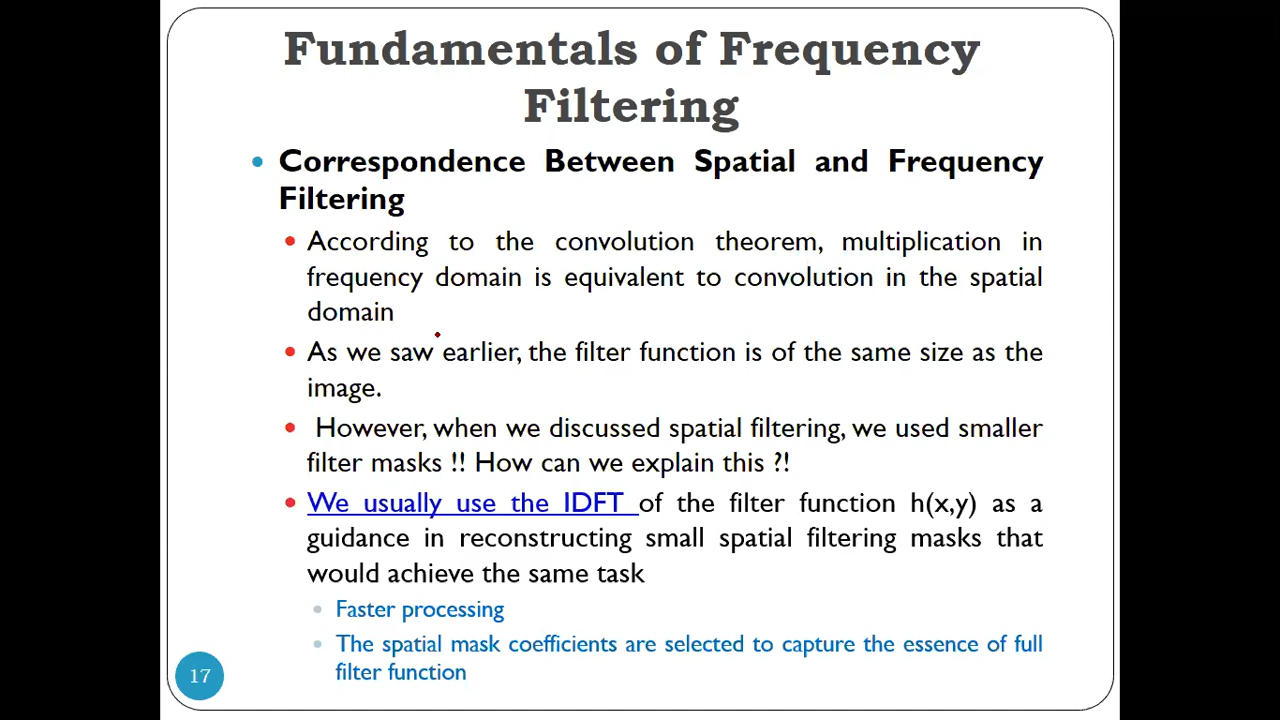 Fundamentals of Frequency
Filtering
• Correspondence Between Spatial and Frequency
Filtering
• According to the convolution theorem, multiplication in
frequency domain is equivalent to convolution in the spatial
domain
• As we saw earlier, the filter function is of the same size as the
image.
• However, when we discussed spatial filtering, we used smaller
filter masks !! How can we explain this ?!
• We usually use the IDFT of the filter function h(x,y) as a
guidance in reconstructing small spatial filtering masks that
would achieve the same task
• Faster processing
• The spatial mask coefficients are selected to capture the essence of full
filter function
17